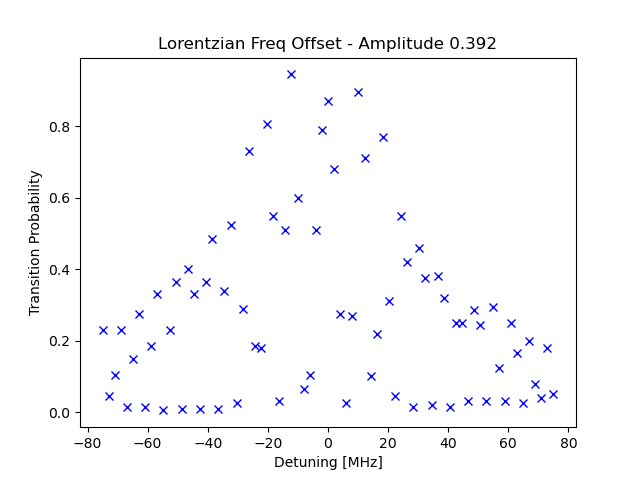 Lorentzian Freq Offset - Amplitude 0.392
Transition Probability
0.8
0.6
0.4
0.2
0.0
−80 −60 −40 −20 0 20 40 60 80
Detuning [MHz]